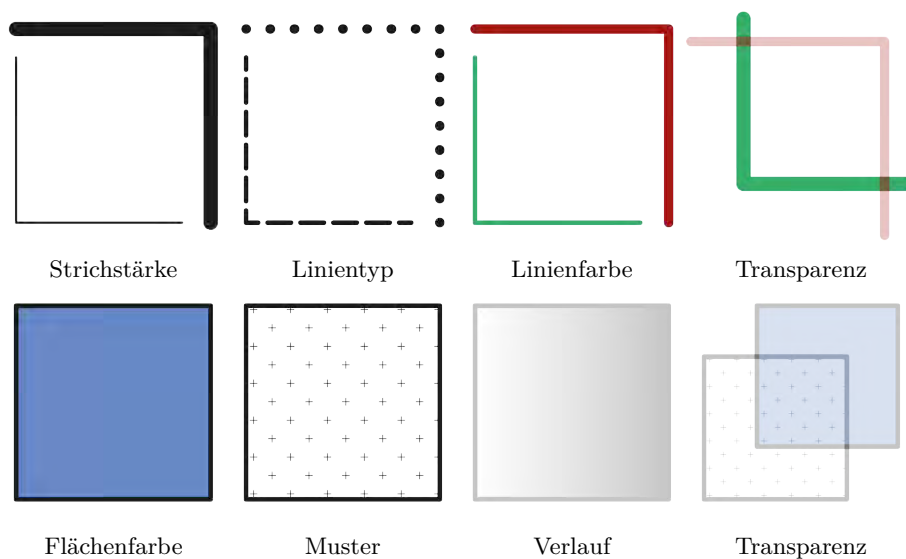 Strichstärke Linientyp Linienfarbe Transparenz
Flächenfarbe Muster Verlauf Transparenz